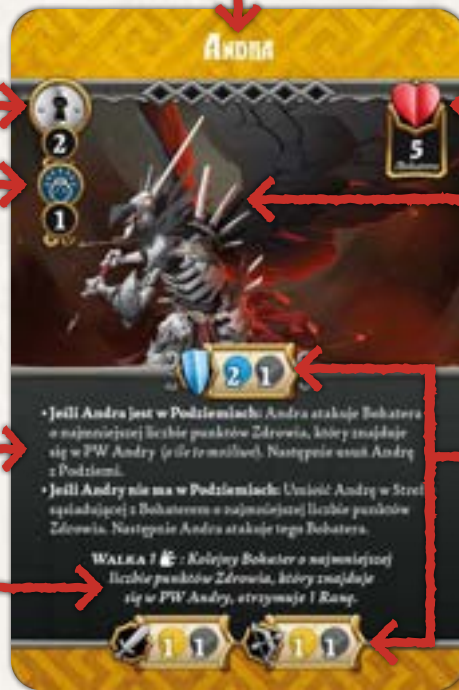 ANDRA
2
1
5
Bohatera
2 1
• Jeśli Andra jest w Podziemiach: Andra atakuje Bohatera
o najmniejszej liczbie punktów Zdrowia, który znajduje
się w PW Andry (o ile to możliwe). Następnie usuń Andrę
z Podziemi.
• Jeśli Andry nie ma w Podziemiach: Umieść Andrę w Stref
sąsiadującej z Bohaterem o najmniejszej liczbie punktów
Zdrowia. Następnie Andra atakuje tego Bohatera.
WALKA 1 : Kolejny Bohater o najmniejszej
liczbie punktów Zdrowia, który znajduje
się w PW Andry, otrzymuje 1 Ranę.
1 1 1 1